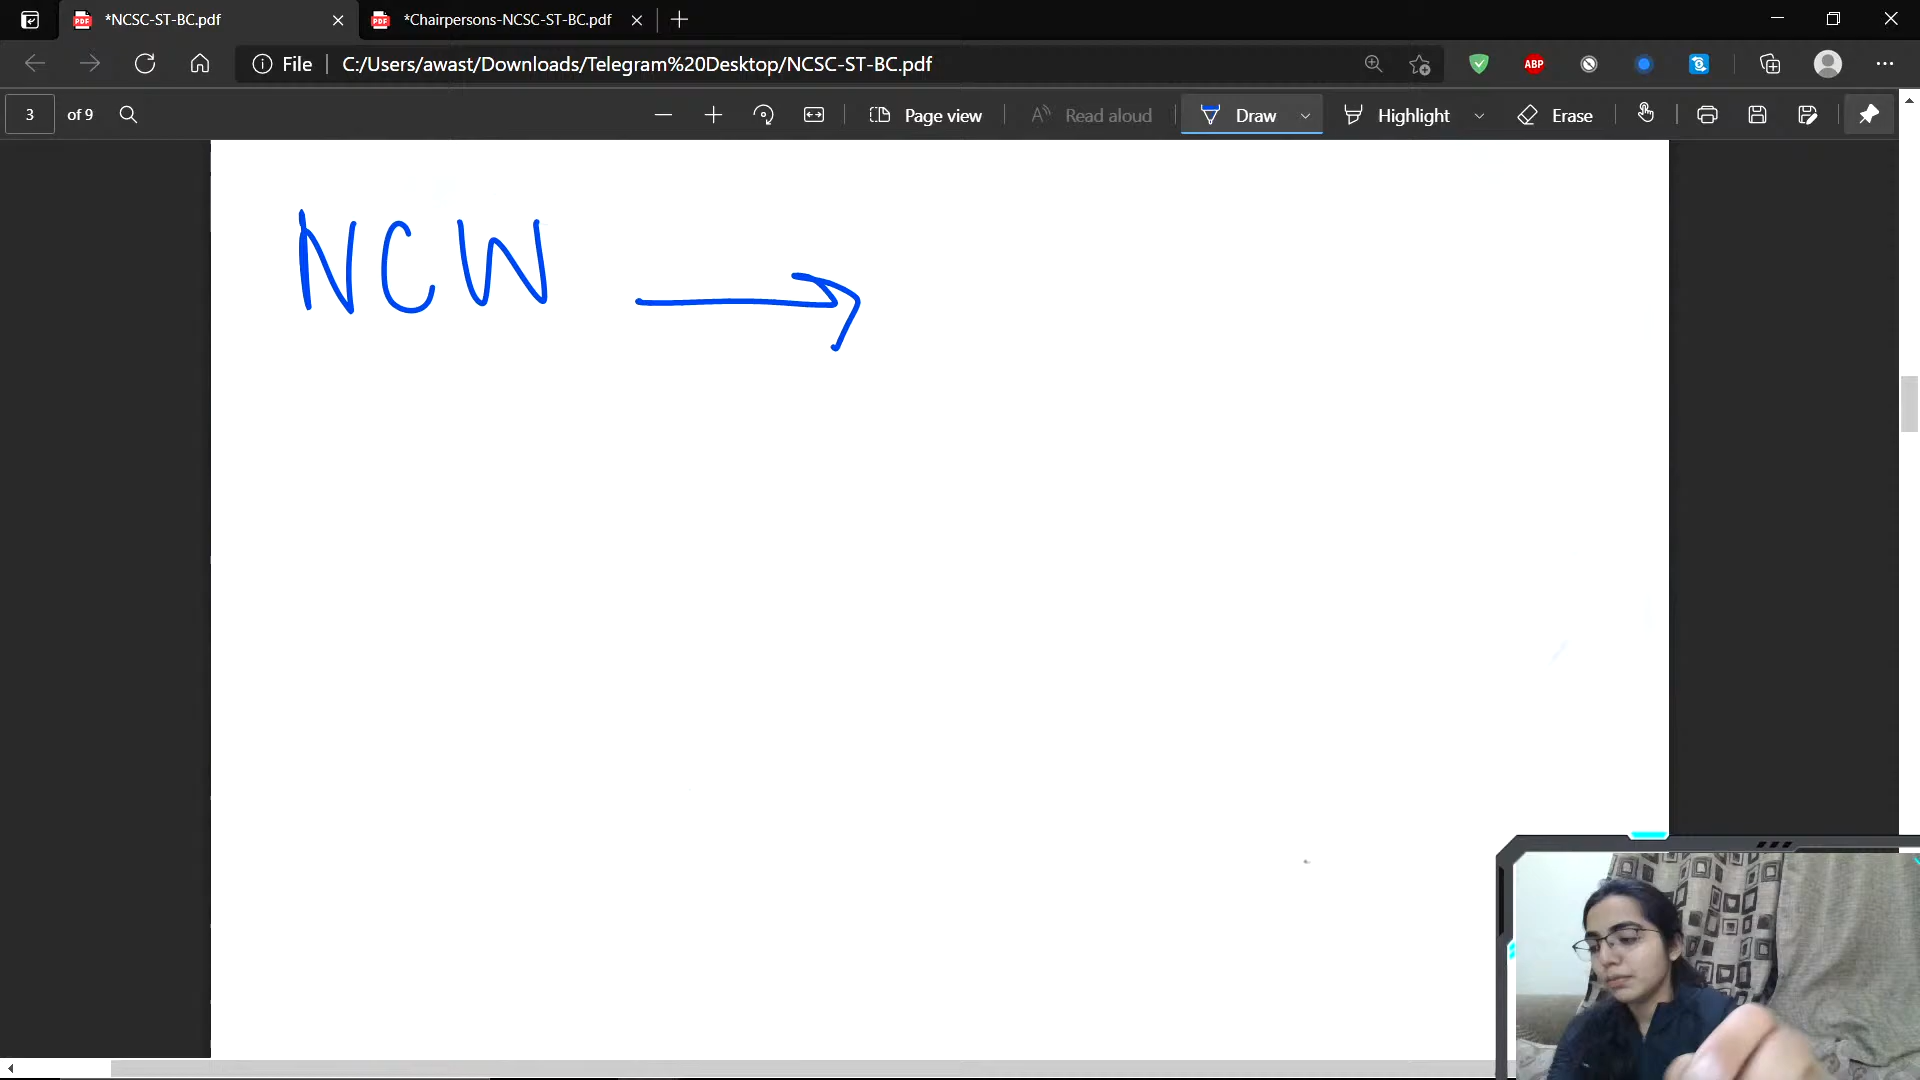 *NCSC-ST-BC.pdf
*Chairpersons-NCSC-ST-BC.pdf
File
C:/Users/awast/Downloads/Telegram%20Desktop/NCSC-ST-BC.pdf
ABP
3 of 9
Page view
Read aloud
Draw
Highlight
Erase
NCW